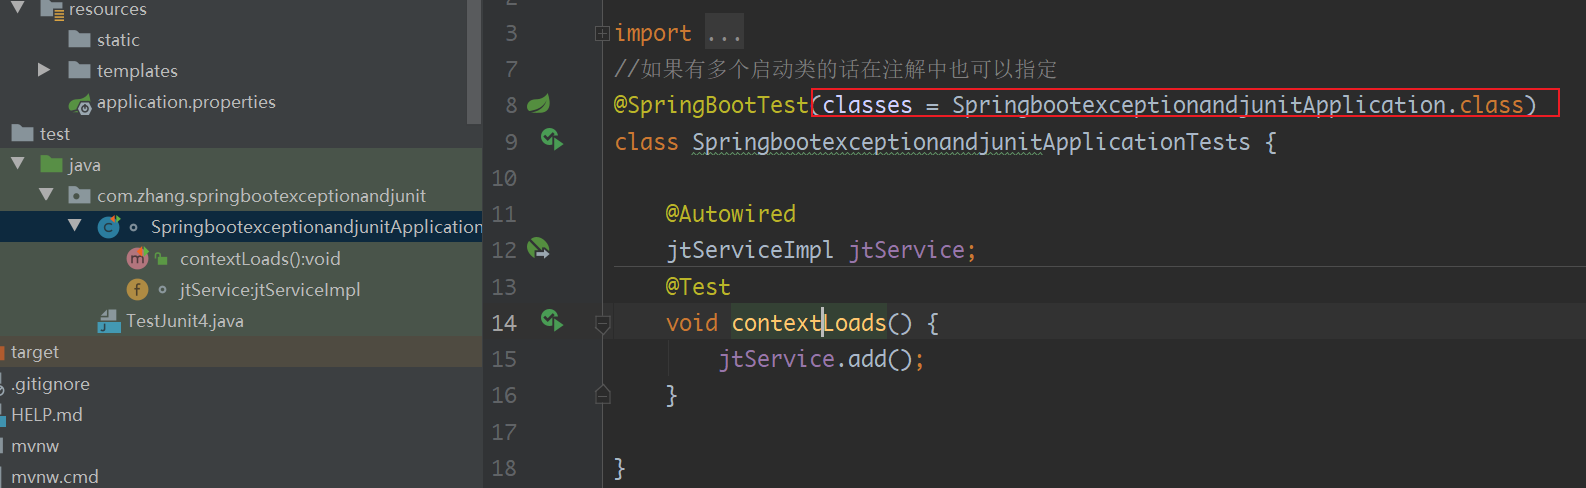 resources
static
templates
application.properties
test
java
com.zhang.springbootexceptionandjunit
SpringbootexceptionandjunitApplication
contextLoads():void
jtService:jtServiceImpl
TestJunit4.java
target
.gitignore
HELP.md
mvnw
mvnw.cmd
3 import ...
7 //如果有多个启动类的话在注解中也可以指定
8 @SpringBootTest(classes = SpringbootexceptionandjunitApplication.class)
9 class SpringbootexceptionandjunitApplicationTests {
10
11 @Autowired
12 jtServiceImpl jtService;
13 @Test
14 void contextLoads() {
15 jtService.add();
16 }
17
18 }